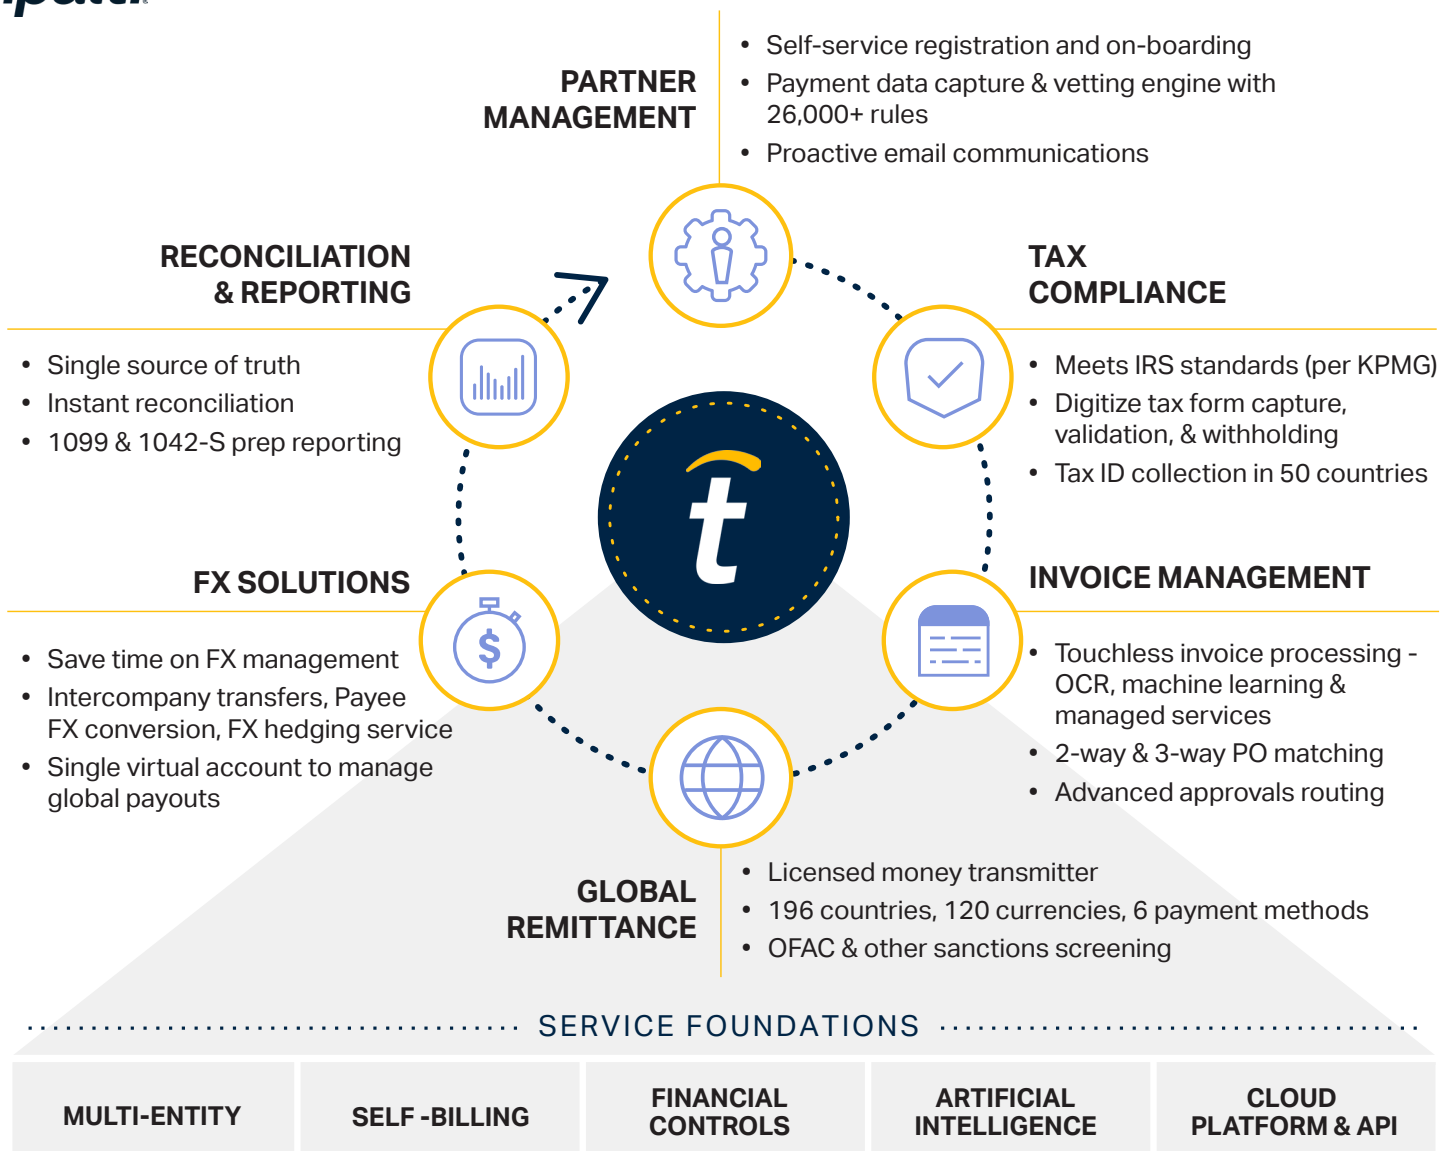 PARTNER
MANAGEMENT
• Self-service registration and on-boarding
• Payment data capture & vetting engine with
26,000+ rules
• Proactive email communications
RECONCILIATION
& REPORTING
• Single source of truth
• Instant reconciliation
• 1099 & 1042-S prep reporting
TAX
COMPLIANCE
• Meets IRS standards (per KPMG)
• Digitize tax form capture,
validation, & withholding
• Tax ID collection in 50 countries
t
FX SOLUTIONS
• Save time on FX management
• Intercompany transfers, Payee
FX conversion, FX hedging service
• Single virtual account to manage
global payouts
$
INVOICE MANAGEMENT
• Touchless invoice processing -
OCR, machine learning &
managed services
• 2-way & 3-way PO matching
• Advanced approvals routing
GLOBAL
REMITTANCE
• Licensed money transmitter
• 196 countries, 120 currencies, 6 payment methods
• OFAC & other sanctions screening
SERVICE FOUNDATIONS
MULTI-ENTITY
SELF -BILLING
FINANCIAL
CONTROLS
ARTIFICIAL
INTELLIGENCE
CLOUD
PLATFORM & API